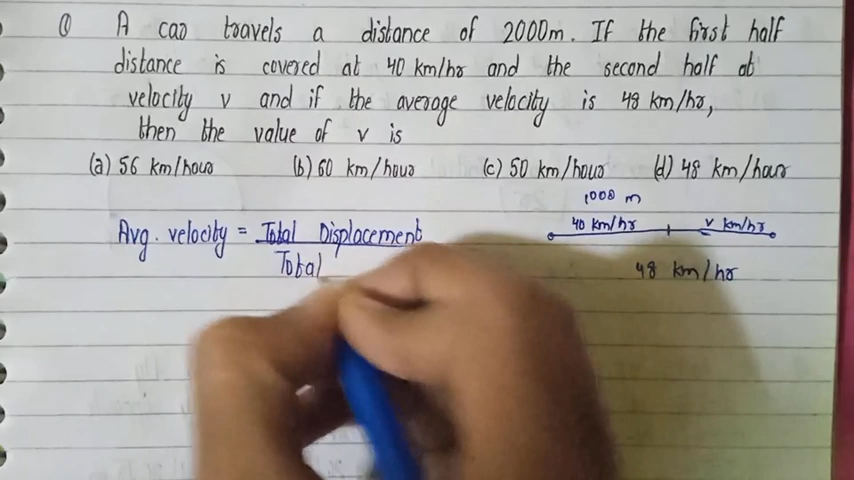 Q A car travels a distance of 2000m. If the first half
distance is covered at 40 km/hr and the second half at
velocity v and if the average velocity is 48 km/hr,
then the value of v is
(a) 56 km/hour (b) 60 km/hour (c) 50 km/hour (d) 48 km/hour
1000 m
40 km/hr v km/hr
Avg. velocity = Total Displacement
Total
48 km/hr